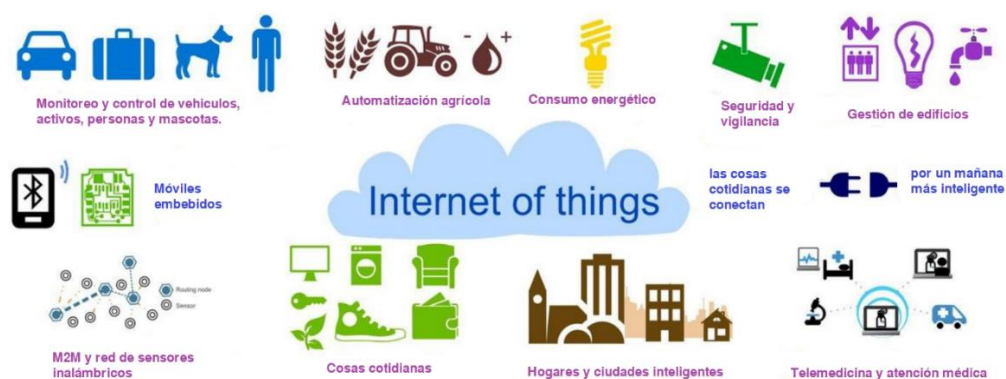 Monitoreo y control de vehiculos,
activos, personas y mascotas.
Automatización agrícola
Consumo energético
Seguridad y
vigilancia
Gestión de edificios
Móviles
embebidos
Internet of things
las cosas
cotidianas se
conectan
por un mañana
más inteligente
Routing node
Sensor
M2M y red de sensores
inalámbricos
Cosas cotidianas
Hogares y ciudades inteligentes
Telemedicina y atención médica